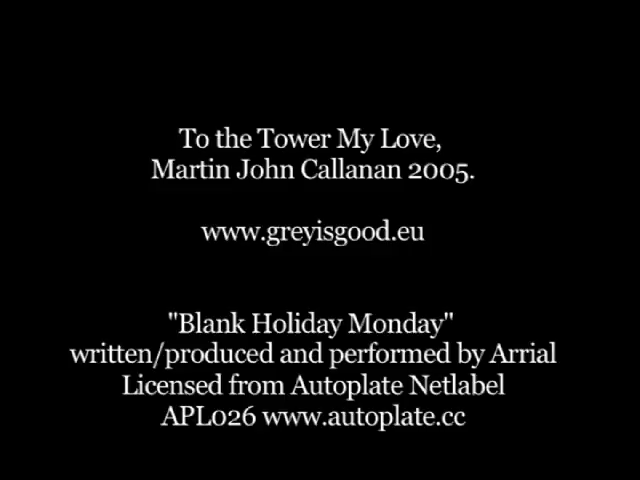 To the Tower My Love,
Martin John Callanan 2005.
www.greyisgood.eu
"Blank Holiday Monday"
written/produced and performed by Arrial
Licensed from Autoplate Netlabel
APL026 www.autoplate.cc